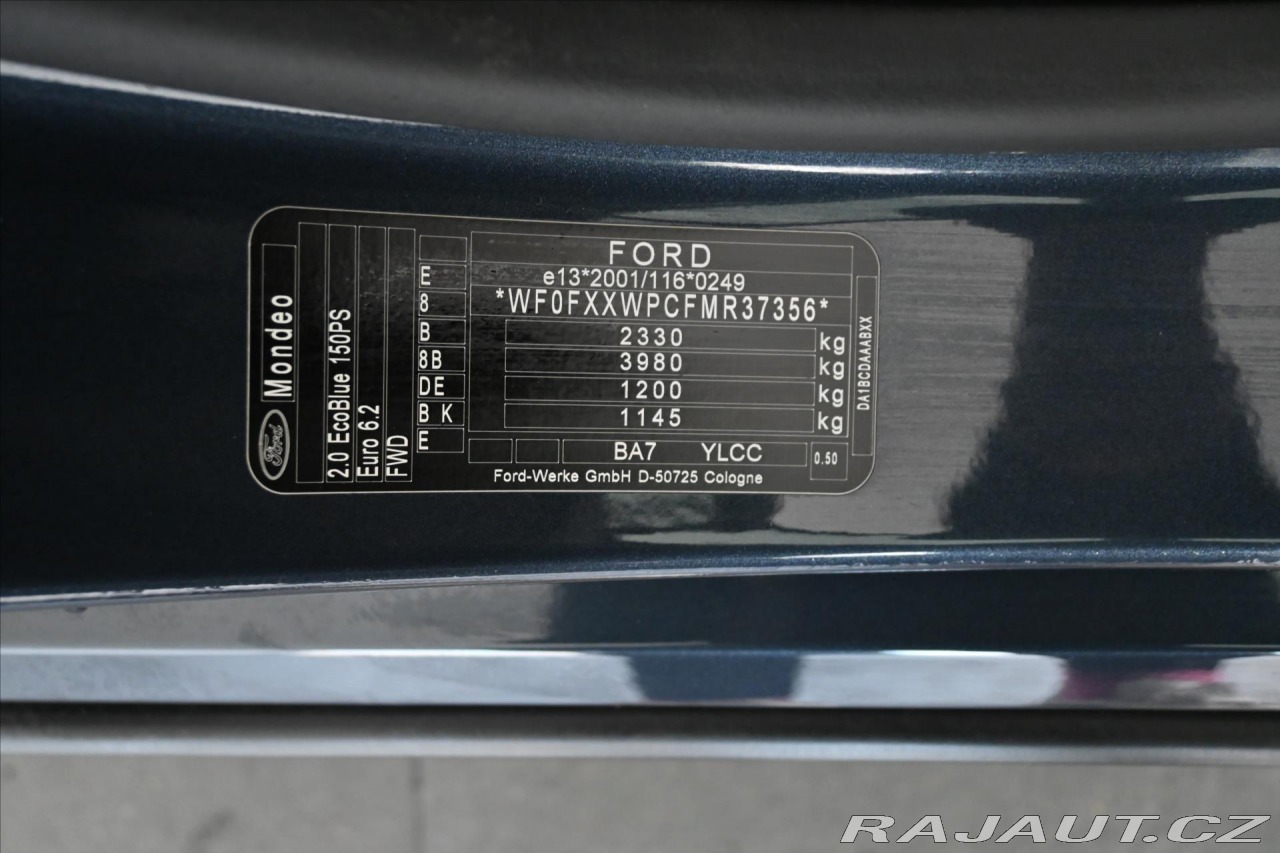 Ford
Mondeo
2.0 EcoBlue 150PS
Euro 6.2
FWD
E
8
B
8B
DE
B K
E
FORD
e13*2001/116*0249
*WF0FXXWPCFMR37356*
2330 kg
3980 kg
1200 kg
1145 kg
BA7 YLCC
0.50
Ford-Werke GmbH D-50725 Cologne
DA1BCDAAABXX
RAJAUT.CZ